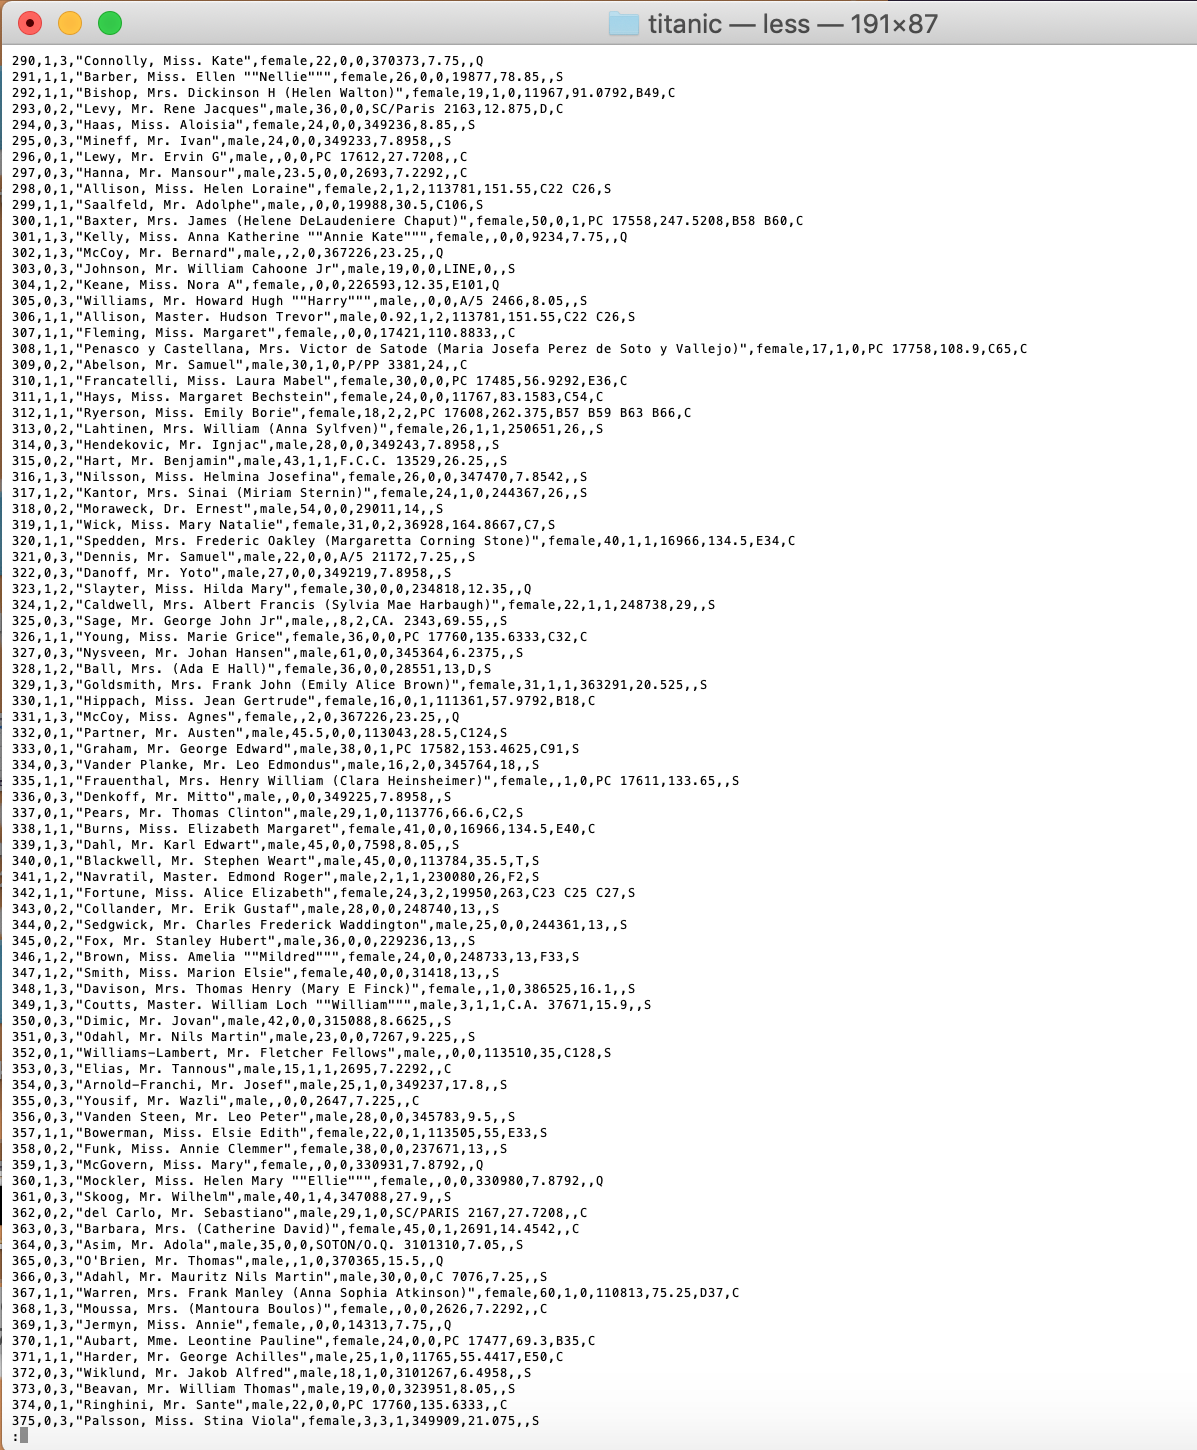 titanic — less — 191×87
290,1,3,"Connolly, Miss. Kate",female,22,0,0,370373,7.75,,Q
291,1,1,"Barber, Miss. Ellen ""Nellie""",female,26,0,0,19877,78.85,,S
292,1,1,"Bishop, Mrs. Dickinson H (Helen Walton)",female,19,1,0,11967,91.0792,B49,C
293,0,2,"Levy, Mr. Rene Jacques",male,36,0,0,SC/Paris 2163,12.875,D,C
294,0,3,"Haas, Miss. Aloisia",female,24,0,0,349236,8.85,,S
295,0,3,"Mineff, Mr. Ivan",male,24,0,0,349233,7.8958,,S
296,0,1,"Lewy, Mr. Ervin G",male,,0,0,PC 17612,27.7208,,C
297,0,3,"Hanna, Mr. Mansour",male,23.5,0,0,2693,7.2292,,C
298,0,1,"Allison, Miss. Helen Loraine",female,2,1,2,113781,151.55,C22 C26,S
299,1,1,"Saalfeld, Mr. Adolphe",male,,0,0,19988,30.5,C106,S
300,1,1,"Baxter, Mrs. James (Helene DeLaudeniere Chaput)",female,50,0,1,PC 17558,247.5208,B58 B60,C
301,1,3,"Kelly, Miss. Anna Katherine ""Annie Kate""",female,,0,0,9234,7.75,,Q
302,1,3,"McCoy, Mr. Bernard",male,,2,0,367226,23.25,,Q
303,0,3,"Johnson, Mr. William Cahoone Jr",male,19,0,0,LINE,0,,S
304,1,2,"Keane, Miss. Nora A",female,,0,0,226593,12.35,E101,Q
305,0,3,"Williams, Mr. Howard Hugh ""Harry""",male,,0,0,A/5 2466,8.05,,S
306,1,1,"Allison, Master. Hudson Trevor",male,0.92,1,2,113781,151.55,C22 C26,S
307,1,1,"Fleming, Miss. Margaret",female,,0,0,17421,110.8833,,C
308,1,1,"Penasco y Castellana, Mrs. Victor de Satode (Maria Josefa Perez de Soto y Vallejo)",female,17,1,0,PC 17758,108.9,C65,C
309,0,2,"Abelson, Mr. Samuel",male,30,1,0,P/PP 3381,24,,C
310,1,1,"Francatelli, Miss. Laura Mabel",female,30,0,0,PC 17485,56.9292,E36,C
311,1,1,"Hays, Miss. Margaret Bechstein",female,24,0,0,11767,83.1583,C54,C
312,1,1,"Ryerson, Miss. Emily Borie",female,18,2,2,PC 17608,262.375,B57 B59 B63 B66,C
313,0,2,"Lahtinen, Mrs. William (Anna Sylfven)",female,26,1,1,250651,26,,S
314,0,3,"Hendekovic, Mr. Ignjac",male,28,0,0,349243,7.8958,,S
315,0,2,"Hart, Mr. Benjamin",male,43,1,1,F.C.C. 13529,26.25,,S
316,1,3,"Nilsson, Miss. Helmina Josefina",female,26,0,0,347470,7.8542,,S
317,1,2,"Kantor, Mrs. Sinai (Miriam Sternin)",female,24,1,0,244367,26,,S
318,0,2,"Moraweck, Dr. Ernest",male,54,0,0,29011,14,,S
319,1,1,"Wick, Miss. Mary Natalie",female,31,0,2,36928,164.8667,C7,S
320,1,1,"Spedden, Mrs. Frederic Oakley (Margaretta Corning Stone)",female,40,1,1,16966,134.5,E34,C
321,0,3,"Dennis, Mr. Samuel",male,22,0,0,A/5 21172,7.25,,S
322,0,3,"Danoff, Mr. Yoto",male,27,0,0,349219,7.8958,,S
323,1,2,"Slayter, Miss. Hilda Mary",female,30,0,0,234818,12.35,,Q
324,1,2,"Caldwell, Mrs. Albert Francis (Sylvia Mae Harbaugh)",female,22,1,1,248738,29,,S
325,0,3,"Sage, Mr. George John Jr",male,,8,2,CA. 2343,69.55,,S
326,1,1,"Young, Miss. Marie Grice",female,36,0,0,PC 17760,135.6333,C32,C
327,0,3,"Nysveen, Mr. Johan Hansen",male,61,0,0,345364,6.2375,,S
328,1,2,"Ball, Mrs. (Ada E Hall)",female,36,0,0,28551,13,D,S
329,1,3,"Goldsmith, Mrs. Frank John (Emily Alice Brown)",female,31,1,1,363291,20.525,,S
330,1,1,"Hippach, Miss. Jean Gertrude",female,16,0,1,111361,57.9792,B18,C
331,1,3,"McCoy, Miss. Agnes",female,,2,0,367226,23.25,,Q
332,0,1,"Partner, Mr. Austen",male,45.5,0,0,113043,28.5,C124,S
333,0,1,"Graham, Mr. George Edward",male,38,0,1,PC 17582,153.4625,C91,S
334,0,3,"Vander Planke, Mr. Leo Edmondus",male,16,2,0,345764,18,,S
335,1,1,"Frauenthal, Mrs. Henry William (Clara Heinsheimer)",female,,1,0,PC 17611,133.65,,S
336,0,3,"Denkoff, Mr. Mitto",male,,0,0,349225,7.8958,,S
337,0,1,"Pears, Mr. Thomas Clinton",male,29,1,0,113776,66.6,C2,S
338,1,1,"Burns, Miss. Elizabeth Margaret",female,41,0,0,16966,134.5,E40,C
339,1,3,"Dahl, Mr. Karl Edwart",male,45,0,0,7598,8.05,,S
340,0,1,"Blackwell, Mr. Stephen Weart",male,45,0,0,113784,35.5,T,S
341,1,2,"Navratil, Master. Edmond Roger",male,2,1,1,230080,26,F2,S
342,1,1,"Fortune, Miss. Alice Elizabeth",female,24,3,2,19950,263,C23 C25 C27,S
343,0,2,"Collander, Mr. Erik Gustaf",male,28,0,0,248740,13,,S
344,0,2,"Sedgwick, Mr. Charles Frederick Waddington",male,25,0,0,244361,13,,S
345,0,2,"Fox, Mr. Stanley Hubert",male,36,0,0,229236,13,,S
346,1,2,"Brown, Miss. Amelia ""Mildred""",female,24,0,0,248733,13,F33,S
347,1,2,"Smith, Miss. Marion Elsie",female,40,0,0,31418,13,,S
348,1,3,"Davison, Mrs. Thomas Henry (Mary E Finck)",female,,1,0,386525,16.1,,S
349,1,3,"Coutts, Master. William Loch ""William""",male,3,1,1,C.A. 37671,15.9,,S
350,0,3,"Dimic, Mr. Jovan",male,42,0,0,315088,8.6625,,S
351,0,3,"Odahl, Mr. Nils Martin",male,23,0,0,7267,9.225,,S
352,0,1,"Williams-Lambert, Mr. Fletcher Fellows",male,,0,0,113510,35,C128,S
353,0,3,"Elias, Mr. Tannous",male,15,1,1,2695,7.2292,,C
354,0,3,"Arnold-Franchi, Mr. Josef",male,25,1,0,349237,17.8,,S
355,0,3,"Yousif, Mr. Wazli",male,,0,0,2647,7.225,,C
356,0,3,"Vanden Steen, Mr. Leo Peter",male,28,0,0,345783,9.5,,S
357,1,1,"Bowerman, Miss. Elsie Edith",female,22,0,1,113505,55,E33,S
358,0,2,"Funk, Miss. Annie Clemmer",female,38,0,0,237671,13,,S
359,1,3,"McGovern, Miss. Mary",female,,0,0,330931,7.8792,,Q
360,1,3,"Mockler, Miss. Helen Mary ""Ellie""",female,,0,0,330980,7.8792,,Q
361,0,3,"Skoog, Mr. Wilhelm",male,40,1,4,347088,27.9,,S
362,0,2,"del Carlo, Mr. Sebastiano",male,29,1,0,SC/PARIS 2167,27.7208,,C
363,0,3,"Barbara, Mrs. (Catherine David)",female,45,0,1,2691,14.4542,,C
364,0,3,"Asim, Mr. Adola",male,35,0,0,SOTON/O.Q. 3101310,7.05,,S
365,0,3,"O'Brien, Mr. Thomas",male,,1,0,370365,15.5,,Q
366,0,3,"Adahl, Mr. Mauritz Nils Martin",male,30,0,0,C 7076,7.25,,S
367,1,1,"Warren, Mrs. Frank Manley (Anna Sophia Atkinson)",female,60,1,0,110813,75.25,D37,C
368,1,3,"Moussa, Mrs. (Mantoura Boulos)",female,,0,0,2626,7.2292,,C
369,1,3,"Jermyn, Miss. Annie",female,,0,0,14313,7.75,,Q
370,1,1,"Aubart, Mme. Leontine Pauline",female,24,0,0,PC 17477,69.3,B35,C
371,1,1,"Harder, Mr. George Achilles",male,25,1,0,11765,55.4417,E50,C
372,0,3,"Wiklund, Mr. Jakob Alfred",male,18,1,0,3101267,6.4958,,S
373,0,3,"Beavan, Mr. William Thomas",male,19,0,0,323951,8.05,,S
374,0,1,"Ringhini, Mr. Sante",male,22,0,0,PC 17760,135.6333,,C
375,0,3,"Palsson, Miss. Stina Viola",female,3,3,1,349909,21.075,,S
: